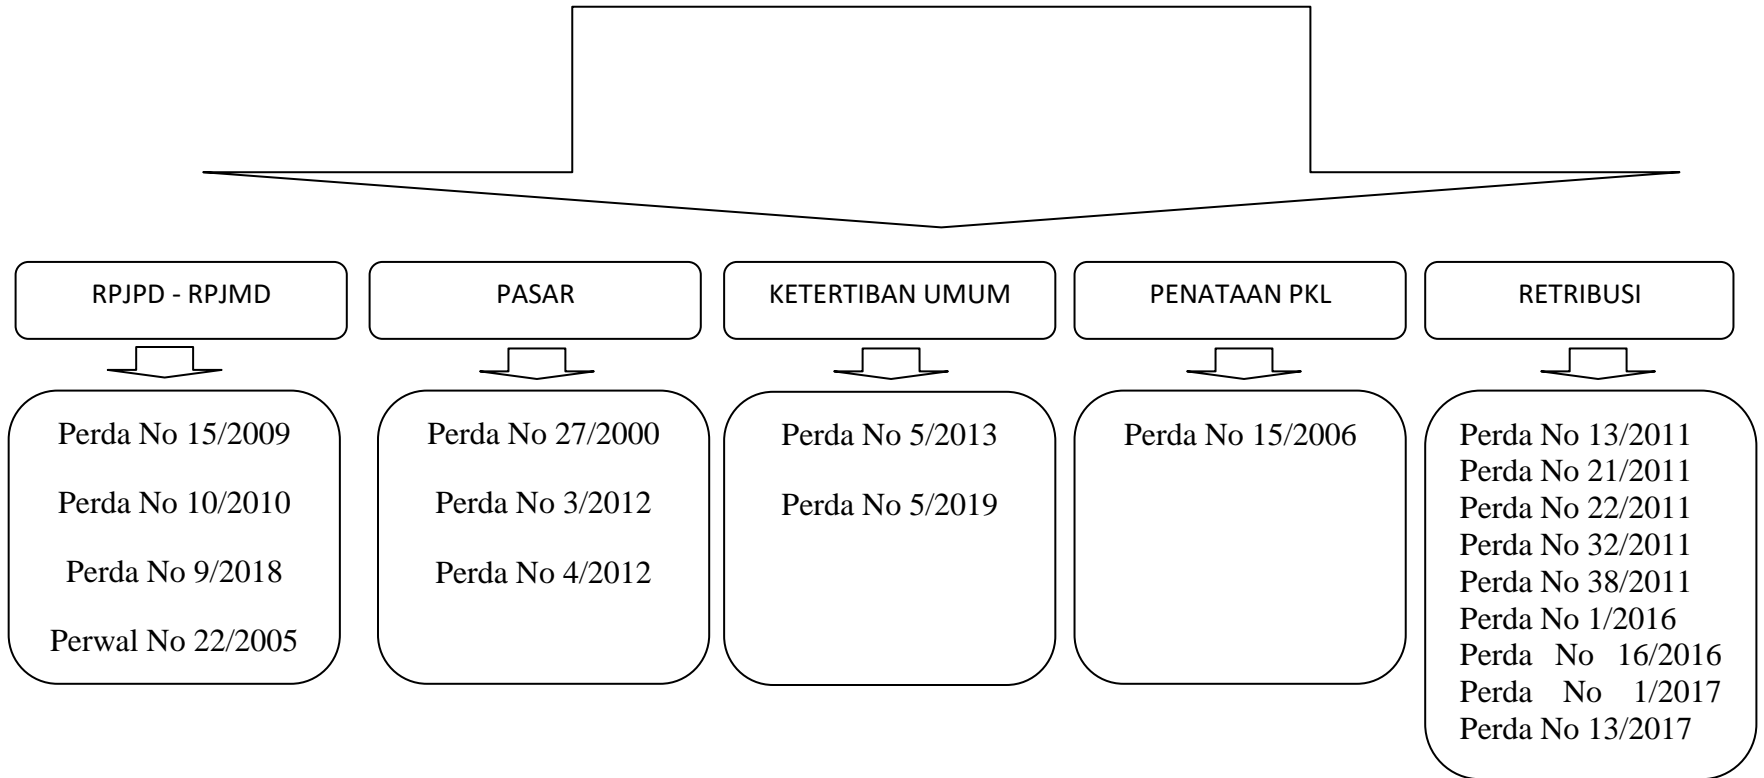 RPJPD - RPJMD
PASAR
KETERTIBAN UMUM
PENATAAN PKL
RETRIBUSI
Perda No 15/2009
Perda No 10/2010
Perda No 9/2018
Perwal No 22/2005
Perda No 27/2000
Perda No 3/2012
Perda No 4/2012
Perda No 5/2013
Perda No 5/2019
Perda No 15/2006
Perda No 13/2011
Perda No 21/2011
Perda No 22/2011
Perda No 32/2011
Perda No 38/2011
Perda No 1/2016
Perda No 16/2016
Perda No 1/2017
Perda No 13/2017